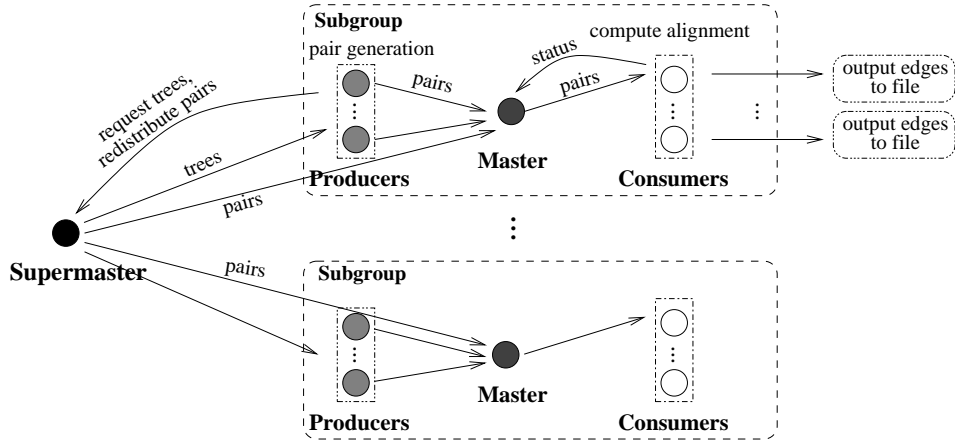 Subgroup
pair generation
status
compute alignment
output edges
to file
output edges
to file
request trees,
redistribute pairs
pairs
pairs
trees
pairs
Producers
Master
Consumers
Supermaster
pairs
Subgroup
Producers
Master
Consumers